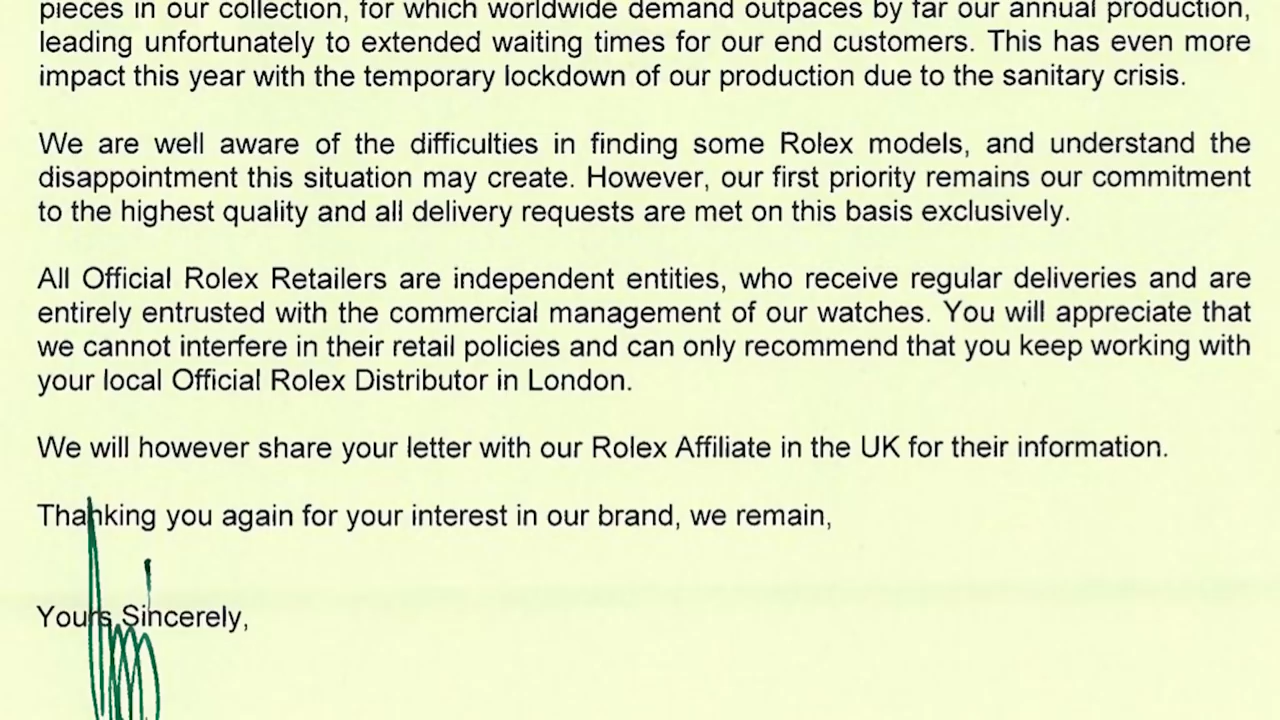 pieces in our collection, for which worldwide demand outpaces by far our annual production,
leading unfortunately to extended waiting times for our end customers. This has even more
impact this year with the temporary lockdown of our production due to the sanitary crisis.
We are well aware of the difficulties in finding some Rolex models, and understand the
disappointment this situation may create. However, our first priority remains our commitment
to the highest quality and all delivery requests are met on this basis exclusively.
All Official Rolex Retailers are independent entities, who receive regular deliveries and are
entirely entrusted with the commercial management of our watches. You will appreciate that
we cannot interfere in their retail policies and can only recommend that you keep working with
your local Official Rolex Distributor in London.
We will however share your letter with our Rolex Affiliate in the UK for their information.
Thanking you again for your interest in our brand, we remain,
Yours Sincerely,